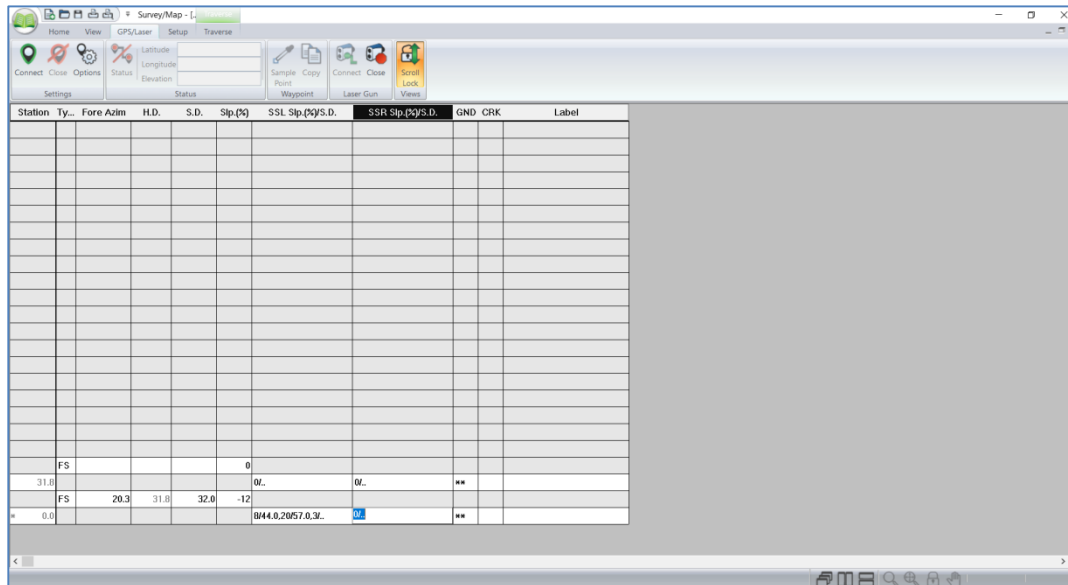 Survey/Map - [
Home View GPS/Laser Setup Traverse
Connect Close Options Status Latitude Longitude Elevation Sample Point Copy Connect Close Scroll Lock
Settings Status Waypoint Laser Gun Views
Station Ty... Fore Azim H.D. S.D. Slp.(%) SSL Slp.(%)/S.D. SSR Slp.(%)/S.D. GND CRK Label
FS 0
31.8 0/.. 0/.. **
FS 20.3 31.8 32.0 -12
* 0.0 8/44.0,20/57.0,3/.. 0/.. **